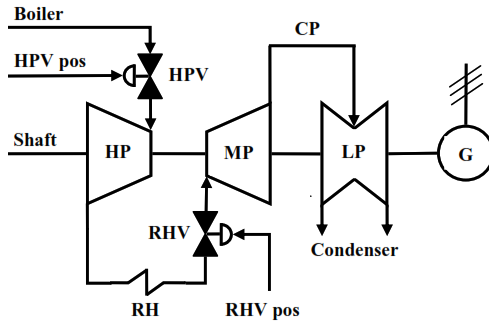 Boiler
CP
HPV pos
HPV
Shaft
HP
MP
LP
G
RHV
Condenser
RH
RHV pos